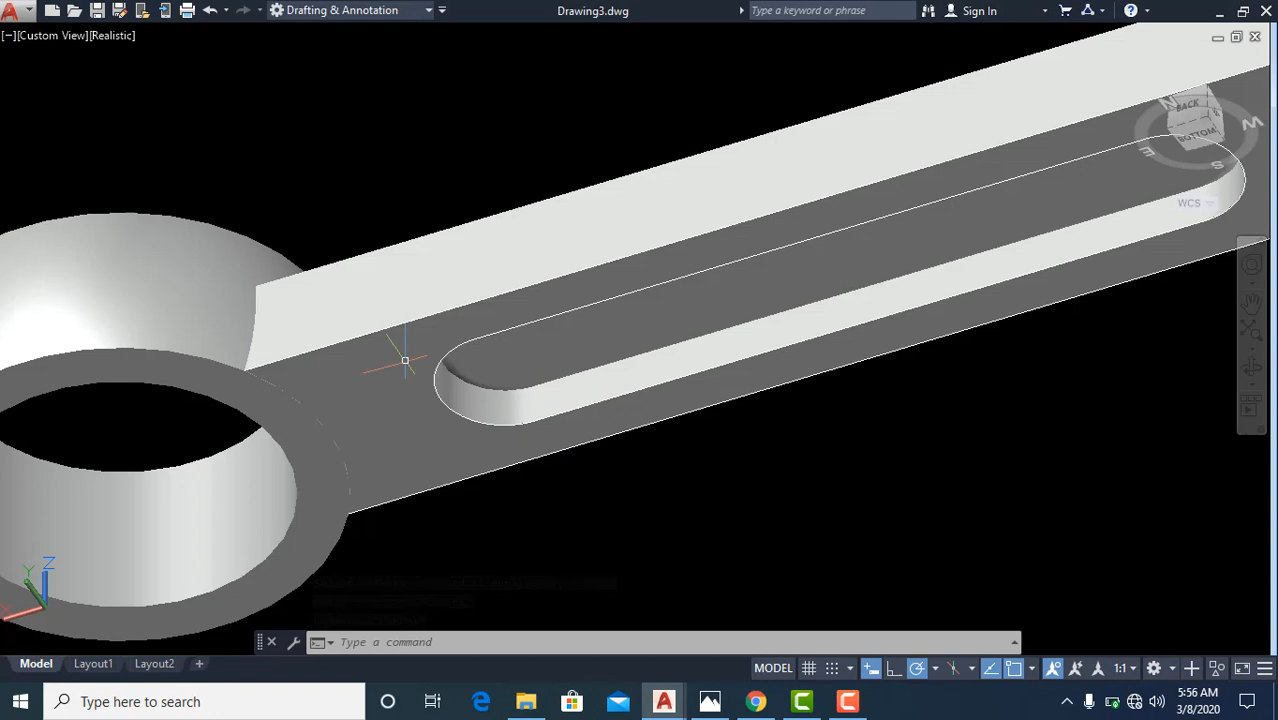 Drafting & Annotation
Drawing3.dwg
Type a keyword or phrase
Sign In
[−][Custom View][Realistic]
N
BACK
W
BOTTOM
E
S
WCS
Y
Z
X
Type a command
Model
Layout1
Layout2
MODEL
1:1
Type here to search
5:56 AM
3/8/2020